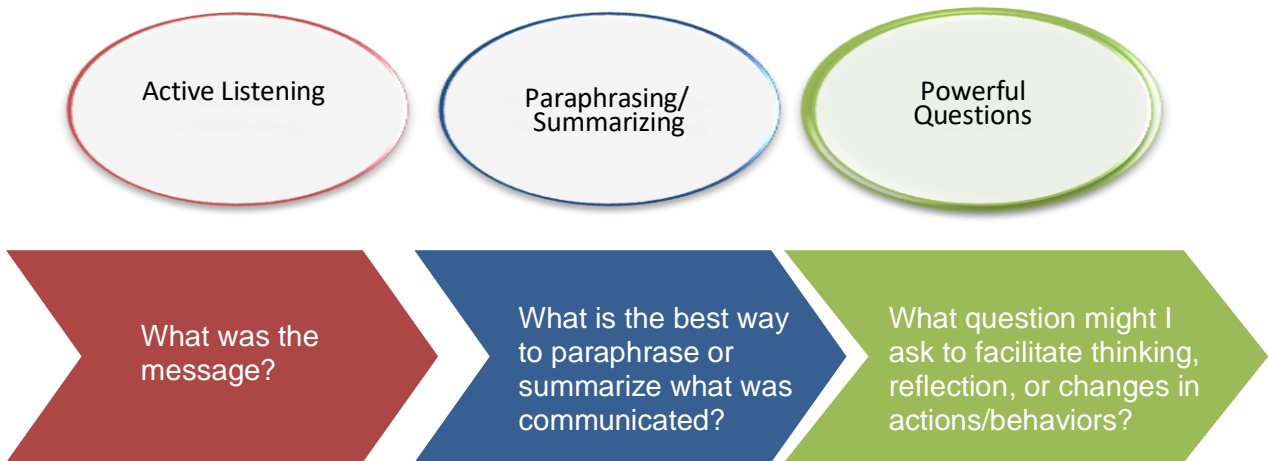 Active Listening
Paraphrasing/
Summarizing
Powerful
Questions
What was the
message?
What is the best way
to paraphrase or
summarize what was
communicated?
What question might I
ask to facilitate thinking,
reflection, or changes in
actions/behaviors?